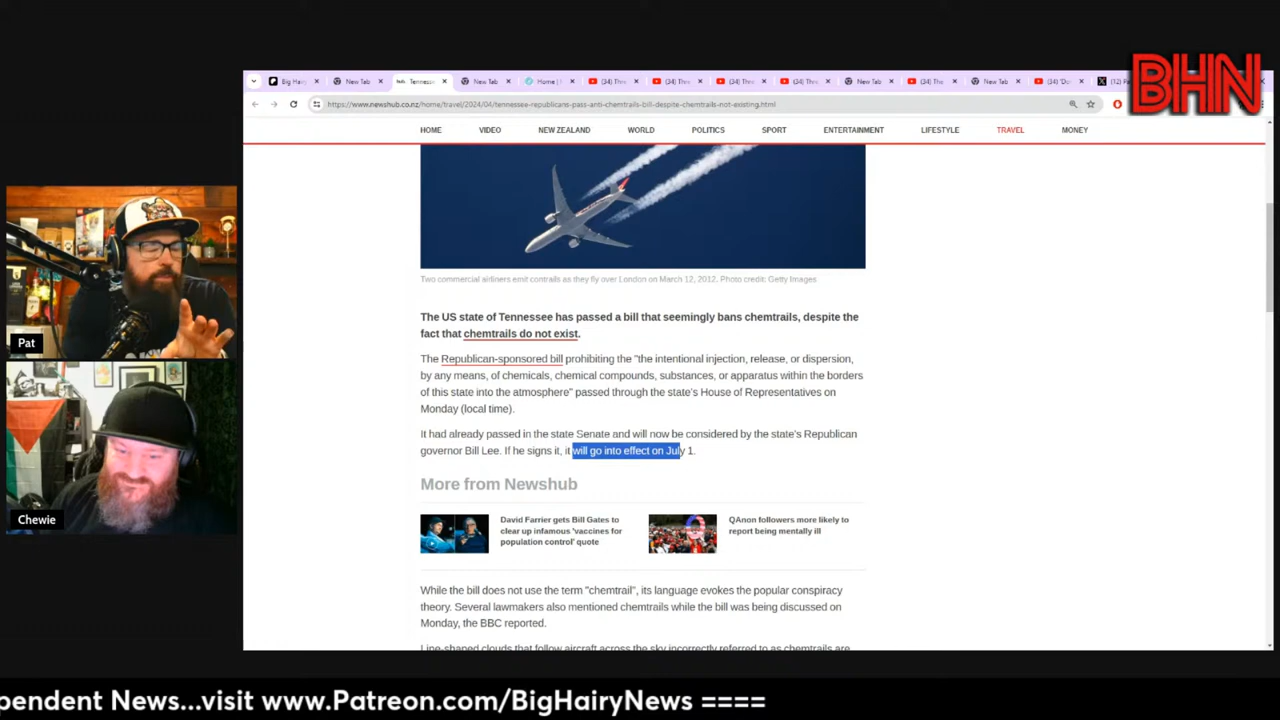 BHN
Big Hairy
New Tab
Tenness
New Tab
Home |
(34) Thre
(34) Thre
(34) Thre
(34) Thre
New Tab
(34) The
New Tab
(34) 'Do
https://www.newshub.co.nz/home/travel/2024/04/tennessee-republicans-pass-anti-chemtrails-bill-despite-chemtrails-not-existing.html
HOME VIDEO NEW ZEALAND WORLD POLITICS SPORT ENTERTAINMENT LIFESTYLE TRAVEL MONEY
Two commercial airliners emit contrails as they fly over London on March 12, 2012. Photo credit: Getty Images
The US state of Tennessee has passed a bill that seemingly bans chemtrails, despite the
fact that chemtrails do not exist.
The Republican-sponsored bill prohibiting the "the intentional injection, release, or dispersion,
by any means, of chemicals, chemical compounds, substances, or apparatus within the borders
of this state into the atmosphere" passed through the state's House of Representatives on
Monday (local time).
It had already passed in the state Senate and will now be considered by the state's Republican
governor Bill Lee. If he signs it, it will go into effect on July 1.
More from Newshub
David Farrier gets Bill Gates to
clear up infamous 'vaccines for
population control' quote
QAnon followers more likely to
report being mentally ill
While the bill does not use the term "chemtrail", its language evokes the popular conspiracy
theory. Several lawmakers also mentioned chemtrails while the bill was being discussed on
Monday, the BBC reported.
Line-shaped clouds that follow aircraft across the sky incorrectly referred to as chemtrails are
Pat
Chewie
pendent News...visit www.Patreon.com/BigHairyNews ====